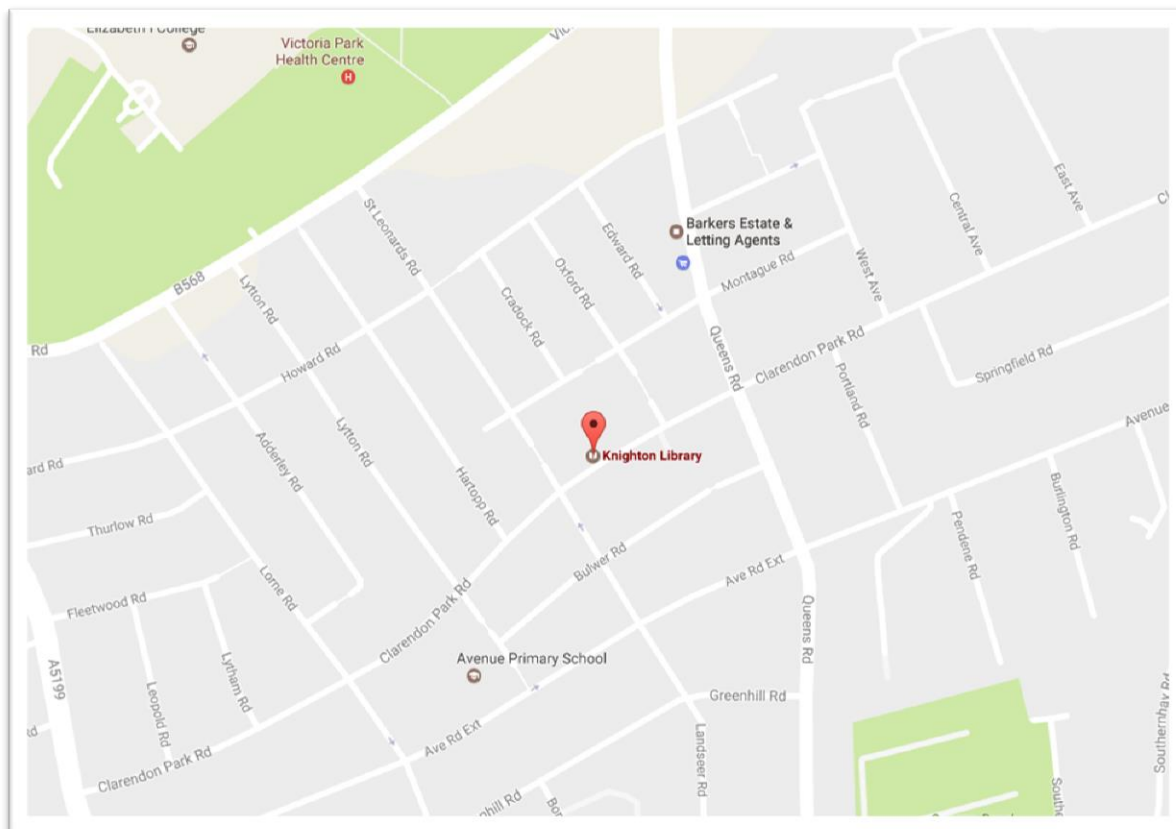 Elizabeth I College
Victoria Park
Health Centre
H
St Leonards Rd
Edward Rd
Oxford Rd
Cradock Rd
Barkers Estate &
Letting Agents
Montague Rd
West Ave
Central Ave
East Ave
B568
Lytton Rd
Rd
Howard Rd
Queens Rd
Clarendon Park Rd
Portland Rd
Springfield Rd
Avenue
Adderley Rd
Lytton Rd
Hartopp Rd
Knighton Library
ard Rd
Thurlow Rd
Bulwer Rd
Ave Rd Ext
Pendene Rd
Burlington Rd
Fleetwood Rd
Lorne Rd
Clarendon Park Rd
Queens Rd
Lytham Rd
Leopold Rd
A5199
Avenue Primary School
Greenhill Rd
Landseer Rd
Ave Rd Ext
Southernhay Rd
Clarendon Park Rd
nhill Rd